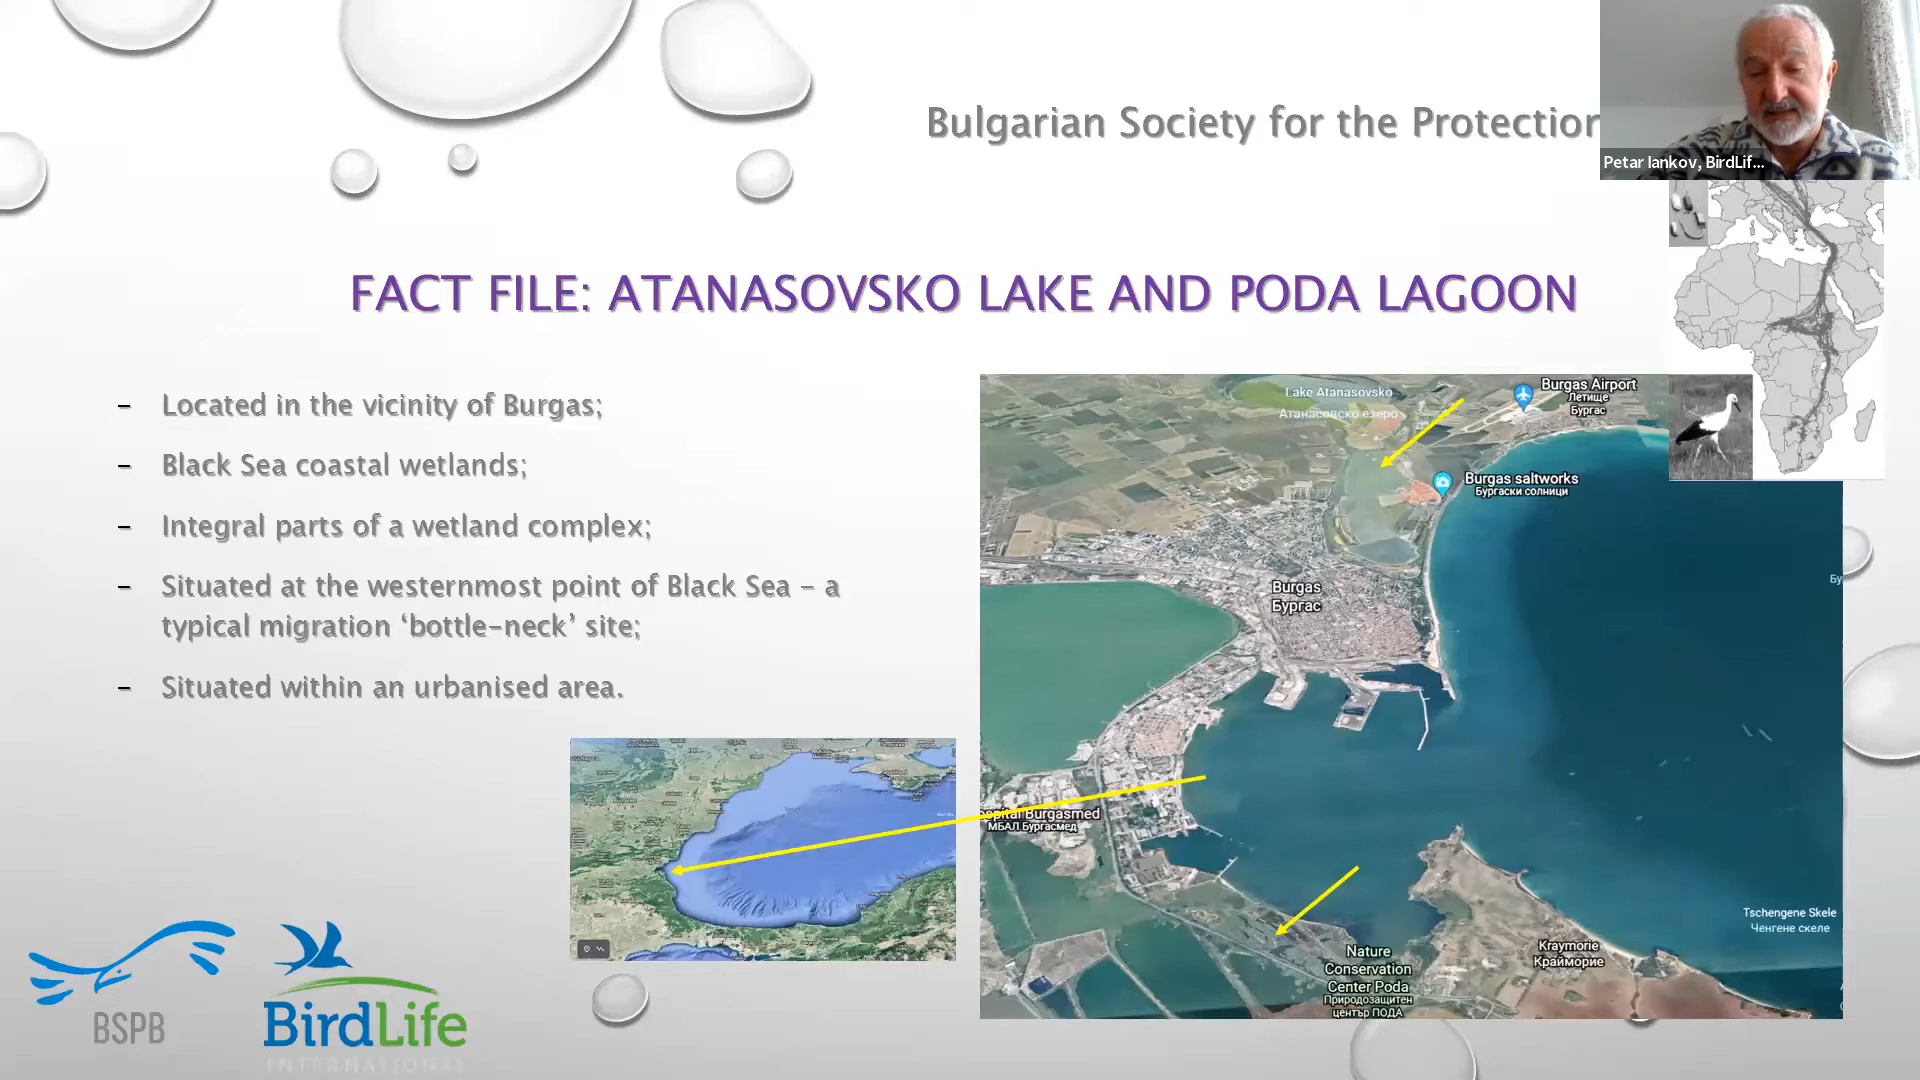 Bulgarian Society for the Protection
Petar Iankov, BirdLif...
FACT FILE: ATANASOVSKO LAKE AND PODA LAGOON
- Located in the vicinity of Burgas;
- Black Sea coastal wetlands;
- Integral parts of a wetland complex;
- Situated at the westernmost point of Black Sea - a
typical migration ‘bottle-neck’ site;
- Situated within an urbanised area.
Lake Atanasovsko
Атанасовско езеро
Burgas Airport
Летище
Бургас
Burgas saltworks
Бургаски солници
Бу
Burgas
Бургас
ospital Burgasmed
МБАЛ Бургасмед
Tschengene Skele
Ченгене скеле
Kraymorie
Крайморие
Nature
Conservation
Center Poda
Природозащитен
център ПОДА
BSPB
BirdLife
INTERNATIONAL